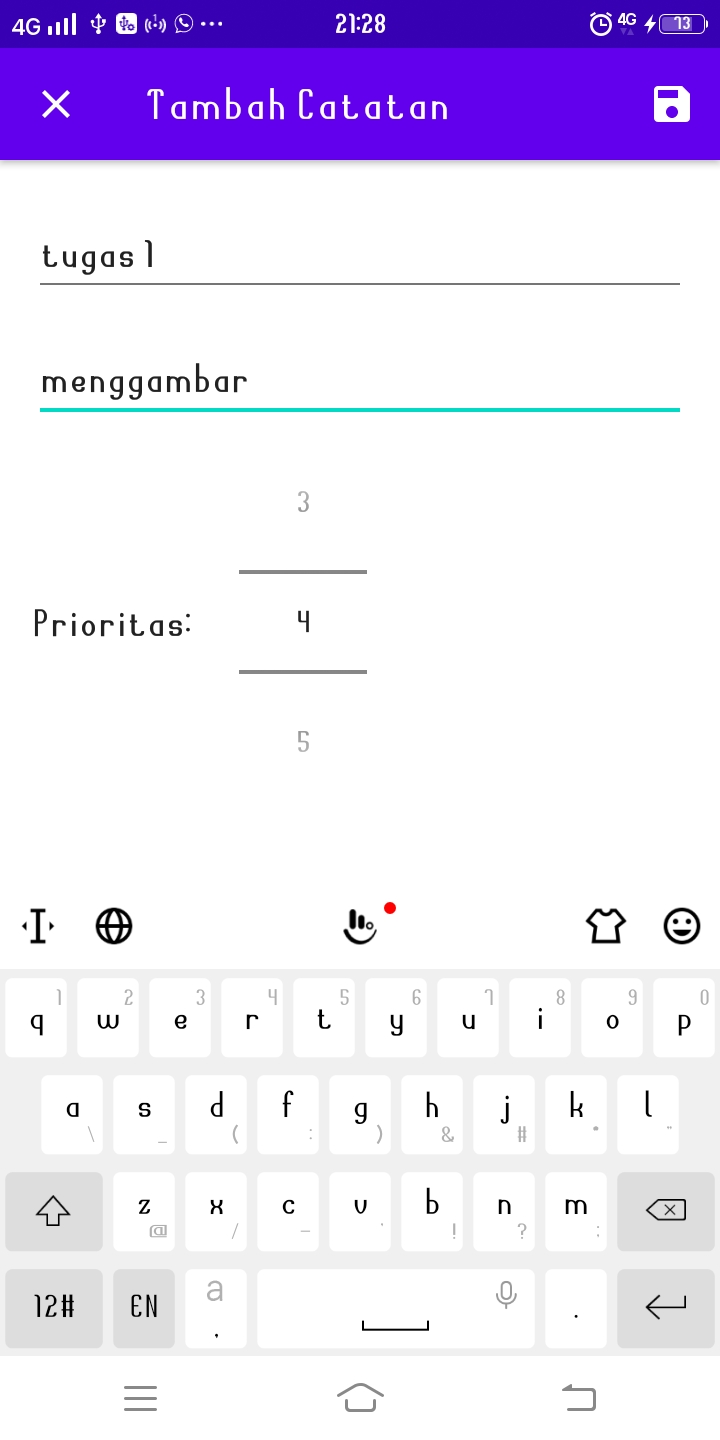 4G 21:28 4G 73
Tambah Catatan
tugas 1
menggambar
3
Prioritas: 4
5
1 2 3 4 5 6 7 8 9 0
q w e r t y u i o p
a s d f g h j k l
\ _ ( : ) & # * "
z x c v b n m
@ / - ' ! ? ;
12# EN a , .